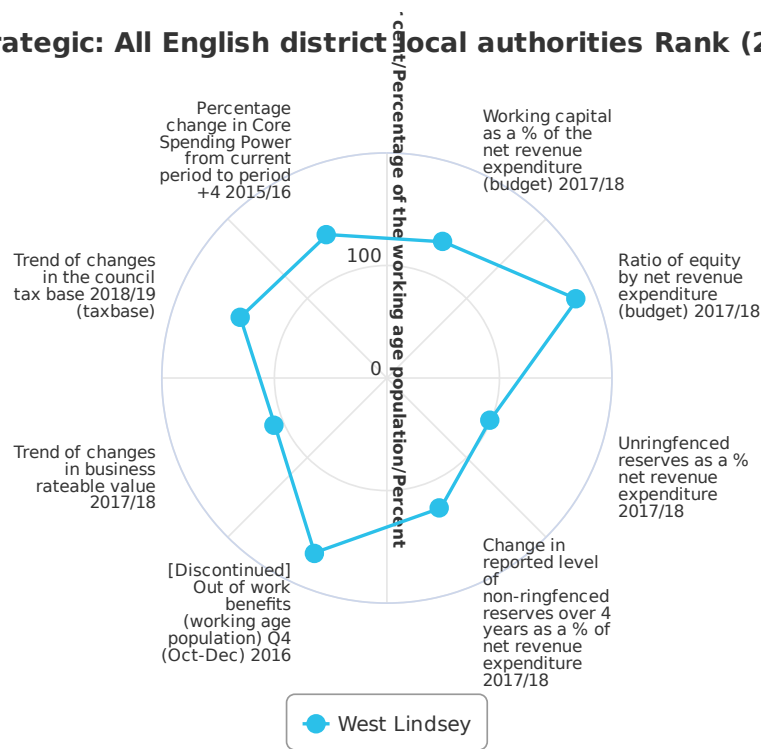 rategic: All English district local authorities Rank (2
cent/Percentage of the working age population/Percent
Percentage
change in Core
Spending Power
from current
period to period
+4 2015/16
Working capital
as a % of the
net revenue
expenditure
(budget) 2017/18
Ratio of equity
by net revenue
expenditure
(budget) 2017/18
Unringfenced
reserves as a %
net revenue
expenditure
2017/18
Change in
reported level
of
non-ringfenced
reserves over 4
years as a % of
net revenue
expenditure
2017/18
[Discontinued]
Out of work
benefits
(working age
population) Q4
(Oct-Dec) 2016
Trend of changes
in business
rateable value
2017/18
Trend of changes
in the council
tax base 2018/19
(taxbase)
100
0
West Lindsey